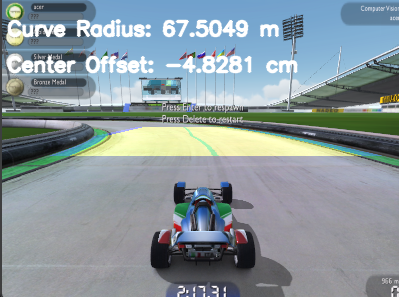 acer
???
Curve Radius: 67.5049 m
???
Silver Medal
Center Offset: -4.8281 cm
???
Bronze Medal
???
Computer Vision
Press Enter to respawn
Press Delete to restart
2:17.31
966 m